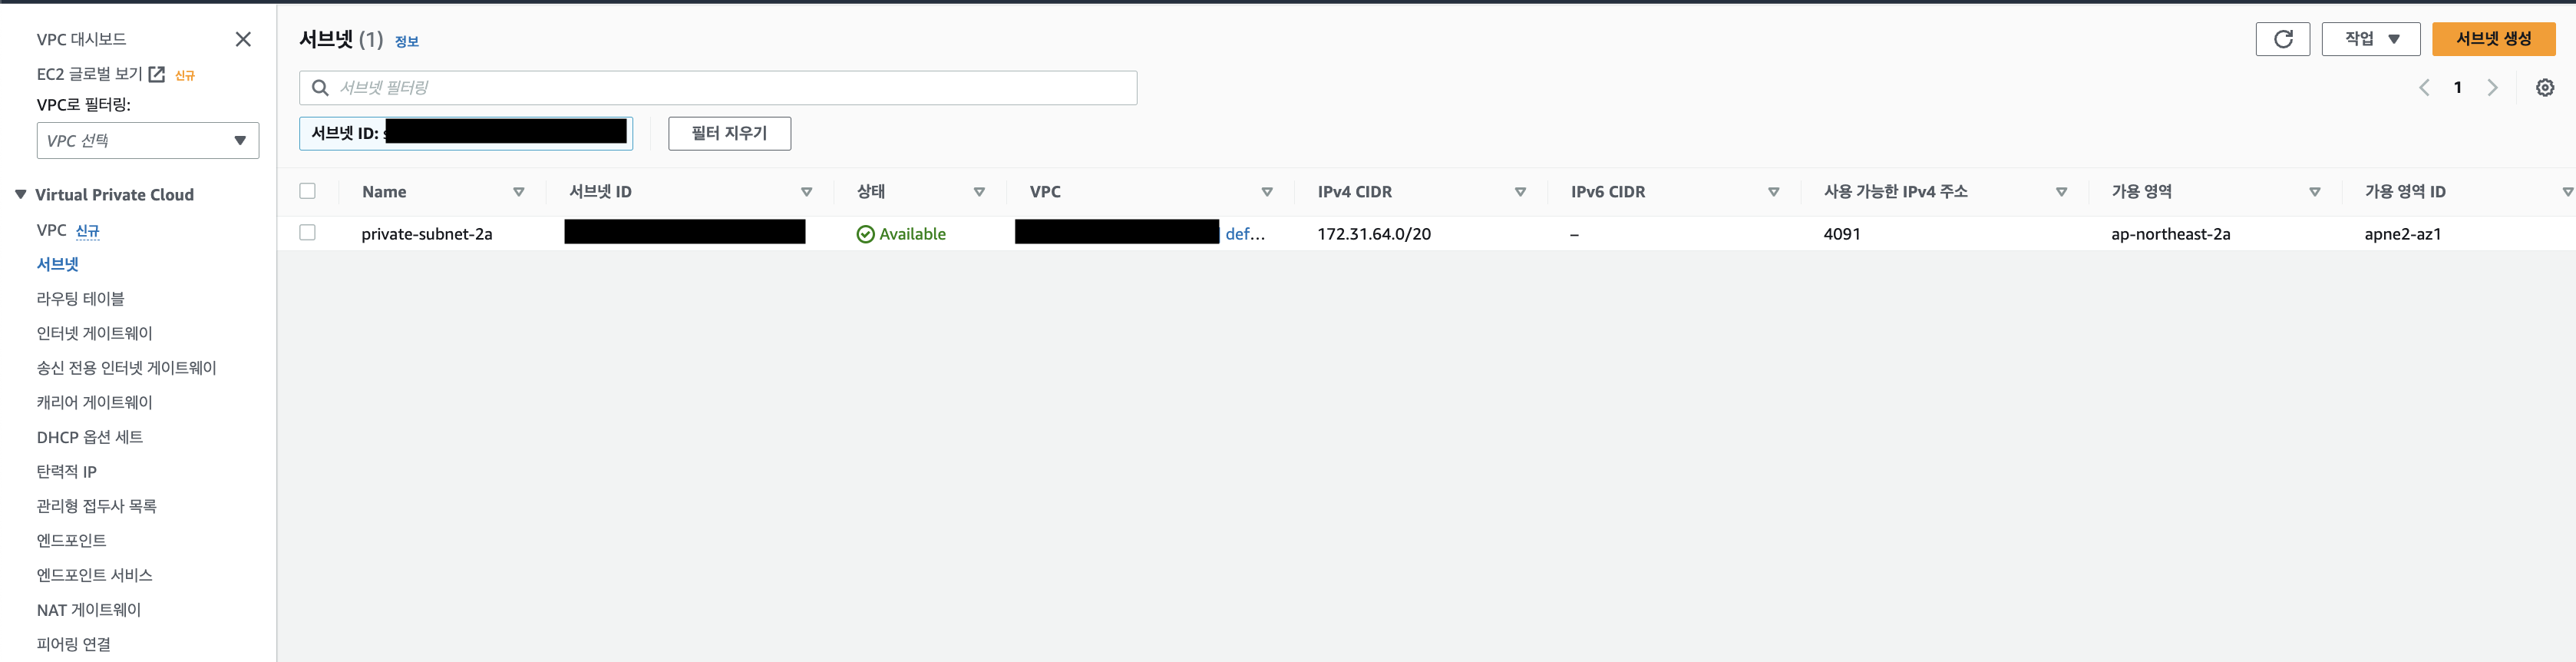 VPC 대시보드
EC2 글로벌 보기 신규
VPC로 필터링:
VPC 선택
Virtual Private Cloud
VPC 신규
서브넷
라우팅 테이블
인터넷 게이트웨이
송신 전용 인터넷 게이트웨이
캐리어 게이트웨이
DHCP 옵션 세트
탄력적 IP
관리형 접두사 목록
엔드포인트
엔드포인트 서비스
NAT 게이트웨이
피어링 연결
서브넷 (1) 정보
작업
서브넷 생성
서브넷 필터링
1
서브넷 ID:
필터 지우기
Name 서브넷 ID 상태 VPC IPv4 CIDR IPv6 CIDR 사용 가능한 IPv4 주소 가용 영역 가용 영역 ID
private-subnet-2a Available def... 172.31.64.0/20 – 4091 ap-northeast-2a apne2-az1